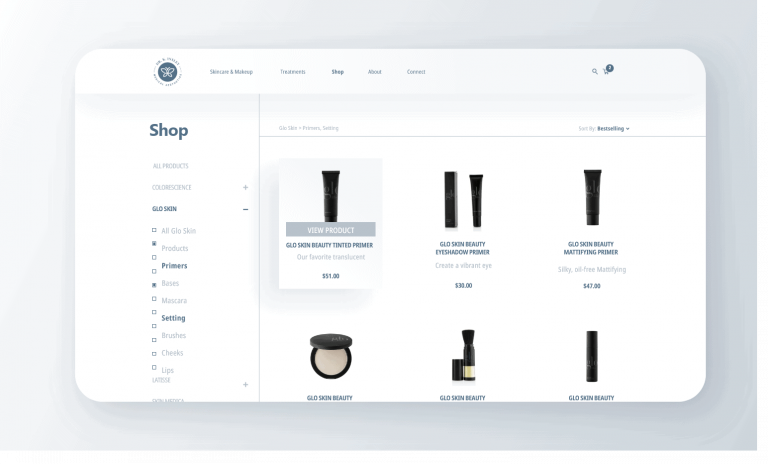 Skincare & Makeup
Treatments
Shop
About
Connect
Shop
ALL PRODUCTS
COLORESCIENCE +
GLO SKIN –
All Glo Skin
Products
Primers
Bases
Mascara
Setting
Brushes
Cheeks
Lips
LATISSE +
SKIN MEDICA
Glo Skin > Primers, Setting
Sort By: Bestselling
VIEW PRODUCT
GLO SKIN BEAUTY TINTED PRIMER
Our favorite translucent
$51.00
GLO SKIN BEAUTY
EYESHADOW PRIMER
Create a vibrant eye
$30.00
GLO SKIN BEAUTY
MATTIFYING PRIMER
Silky, oil-free Mattifying
$47.00
GLO SKIN BEAUTY
GLO SKIN BEAUTY
GLO SKIN BEAUTY